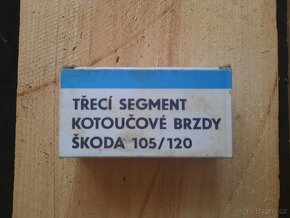 TŘECÍ SEGMENT
KOTOUČOVÉ BRZDY
ŠKODA 105/120